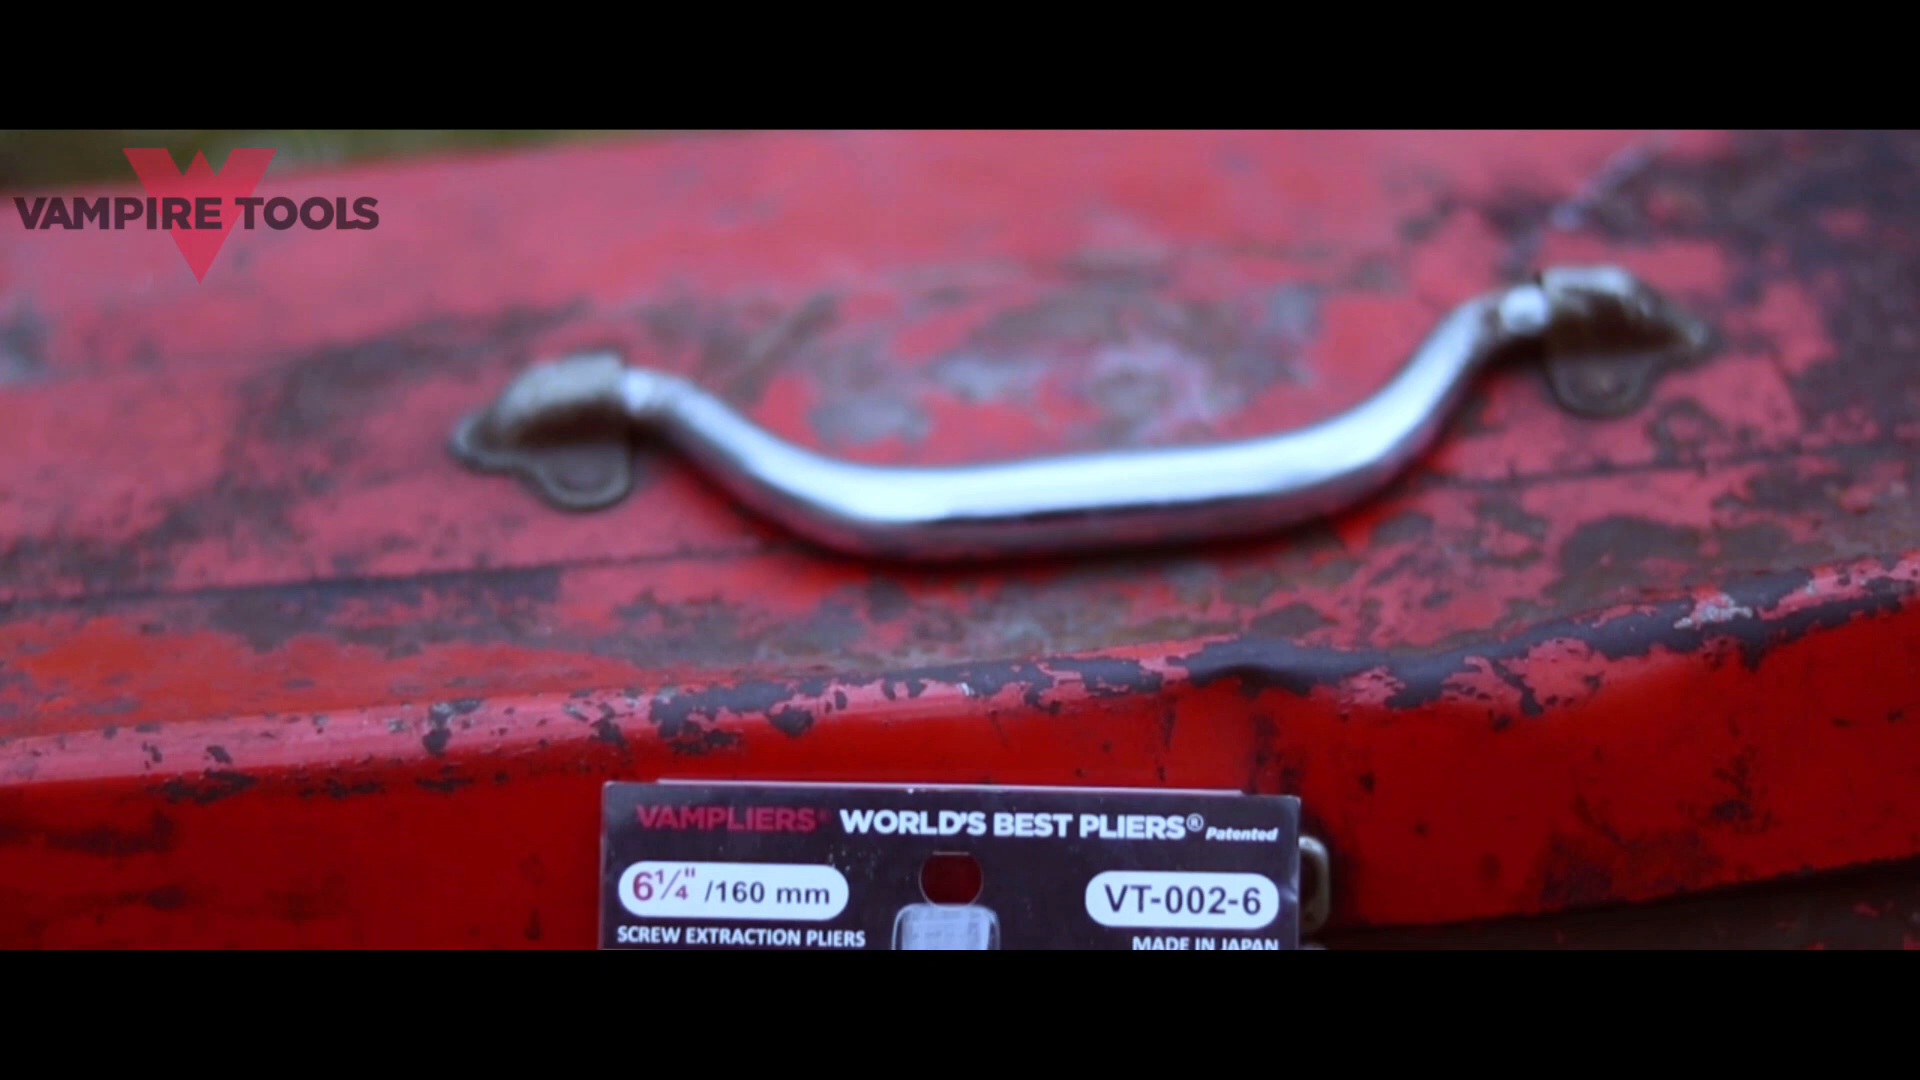 VAMPIRE TOOLS
VAMPLIERS® WORLD'S BEST PLIERS® Patented
6¼" /160 mm
VT-002-6
SCREW EXTRACTION PLIERS
MADE IN JAPAN